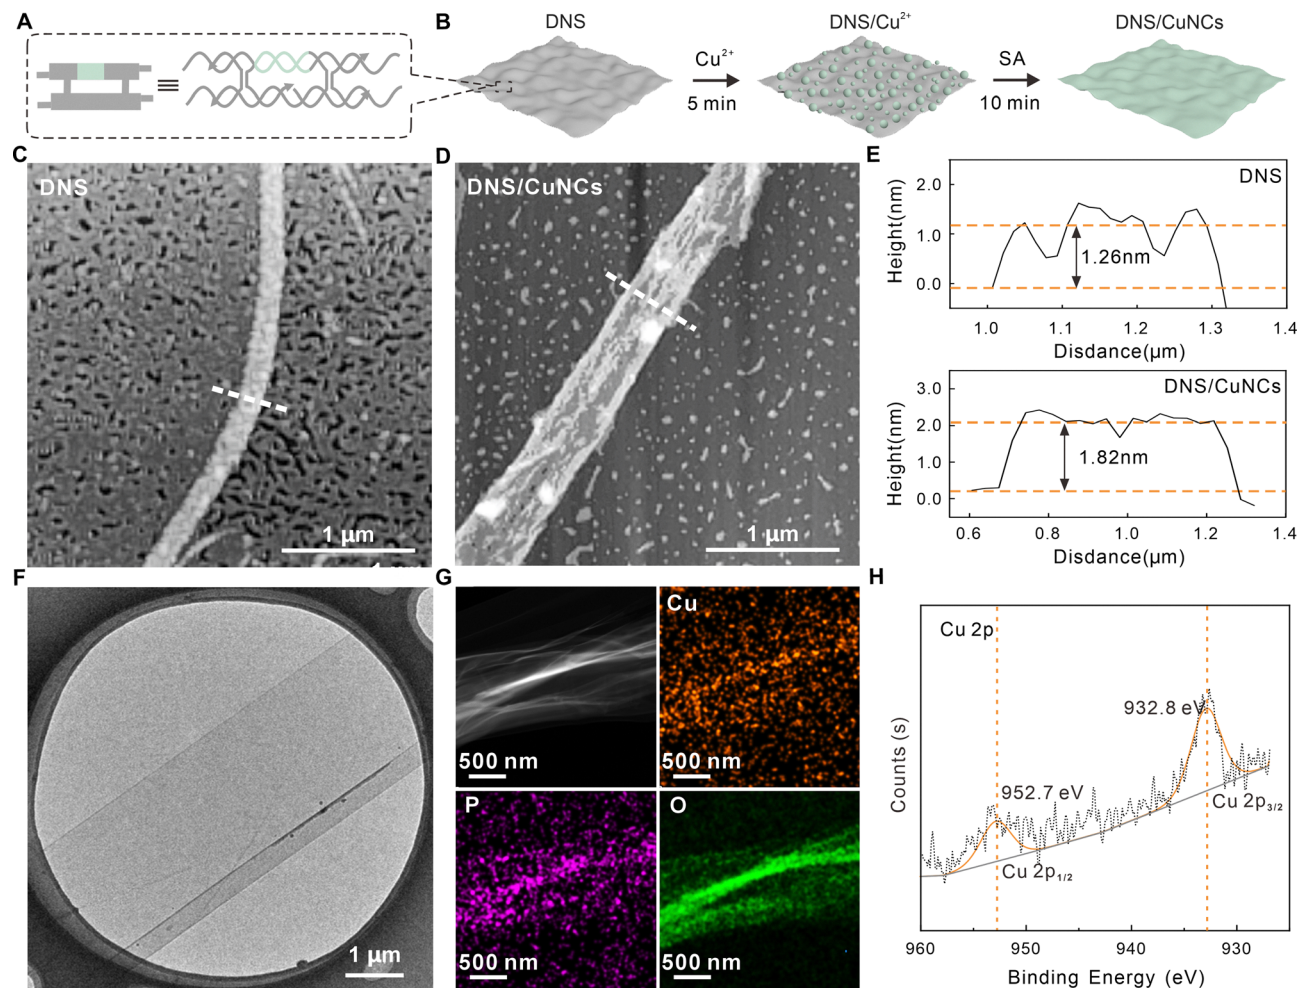 A
B
DNS
DNS/Cu²⁺
DNS/CuNCs
Cu²⁺
5 min
SA
10 min
C
DNS
1 µm
D
DNS/CuNCs
1 µm
E
DNS
Height(nm)
2.0
1.0
0.0
1.26nm
1.0
1.1
1.2
1.3
1.4
Disdance(µm)
DNS/CuNCs
Height(nm)
3.0
2.0
1.0
0.0
1.82nm
0.6
0.8
1.0
1.2
1.4
Disdance(µm)
F
1 µm
G
500 nm
Cu
500 nm
P
500 nm
O
500 nm
H
Cu 2p
932.8 eV
952.7 eV
Cu 2p₃/₂
Cu 2p₁/₂
Counts (s)
960
950
940
930
Binding Energy (eV)